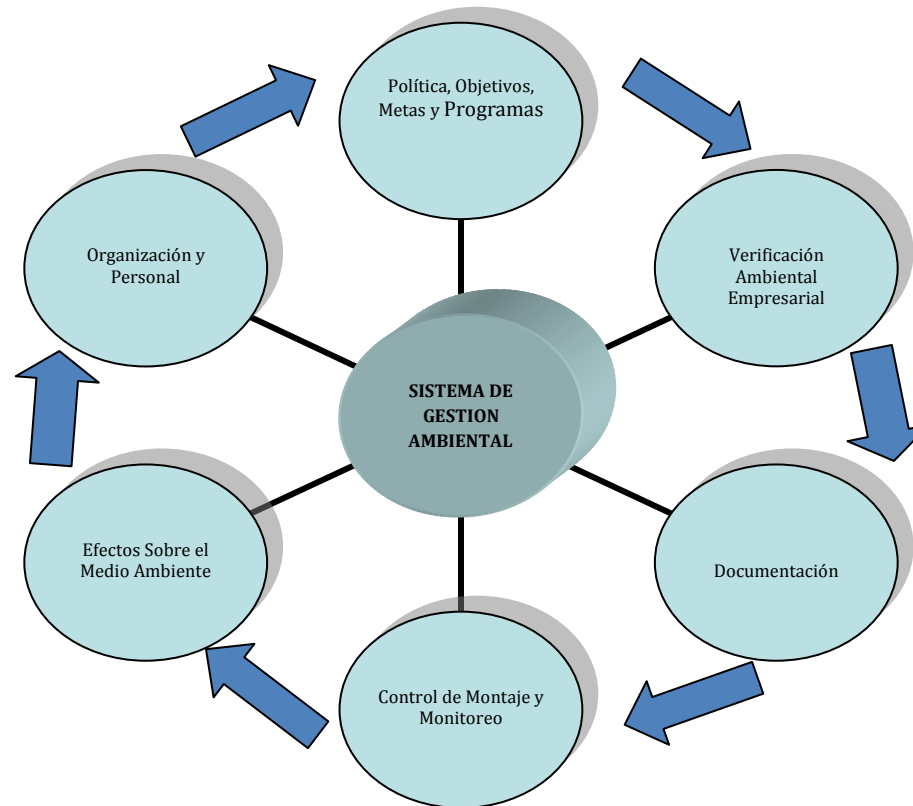 Política, Objetivos,
Metas y Programas
Verificación
Ambiental
Empresarial
Documentación
Control de Montaje y
Monitoreo
Efectos Sobre el
Medio Ambiente
Organización y
Personal
SISTEMA DE
GESTION
AMBIENTAL